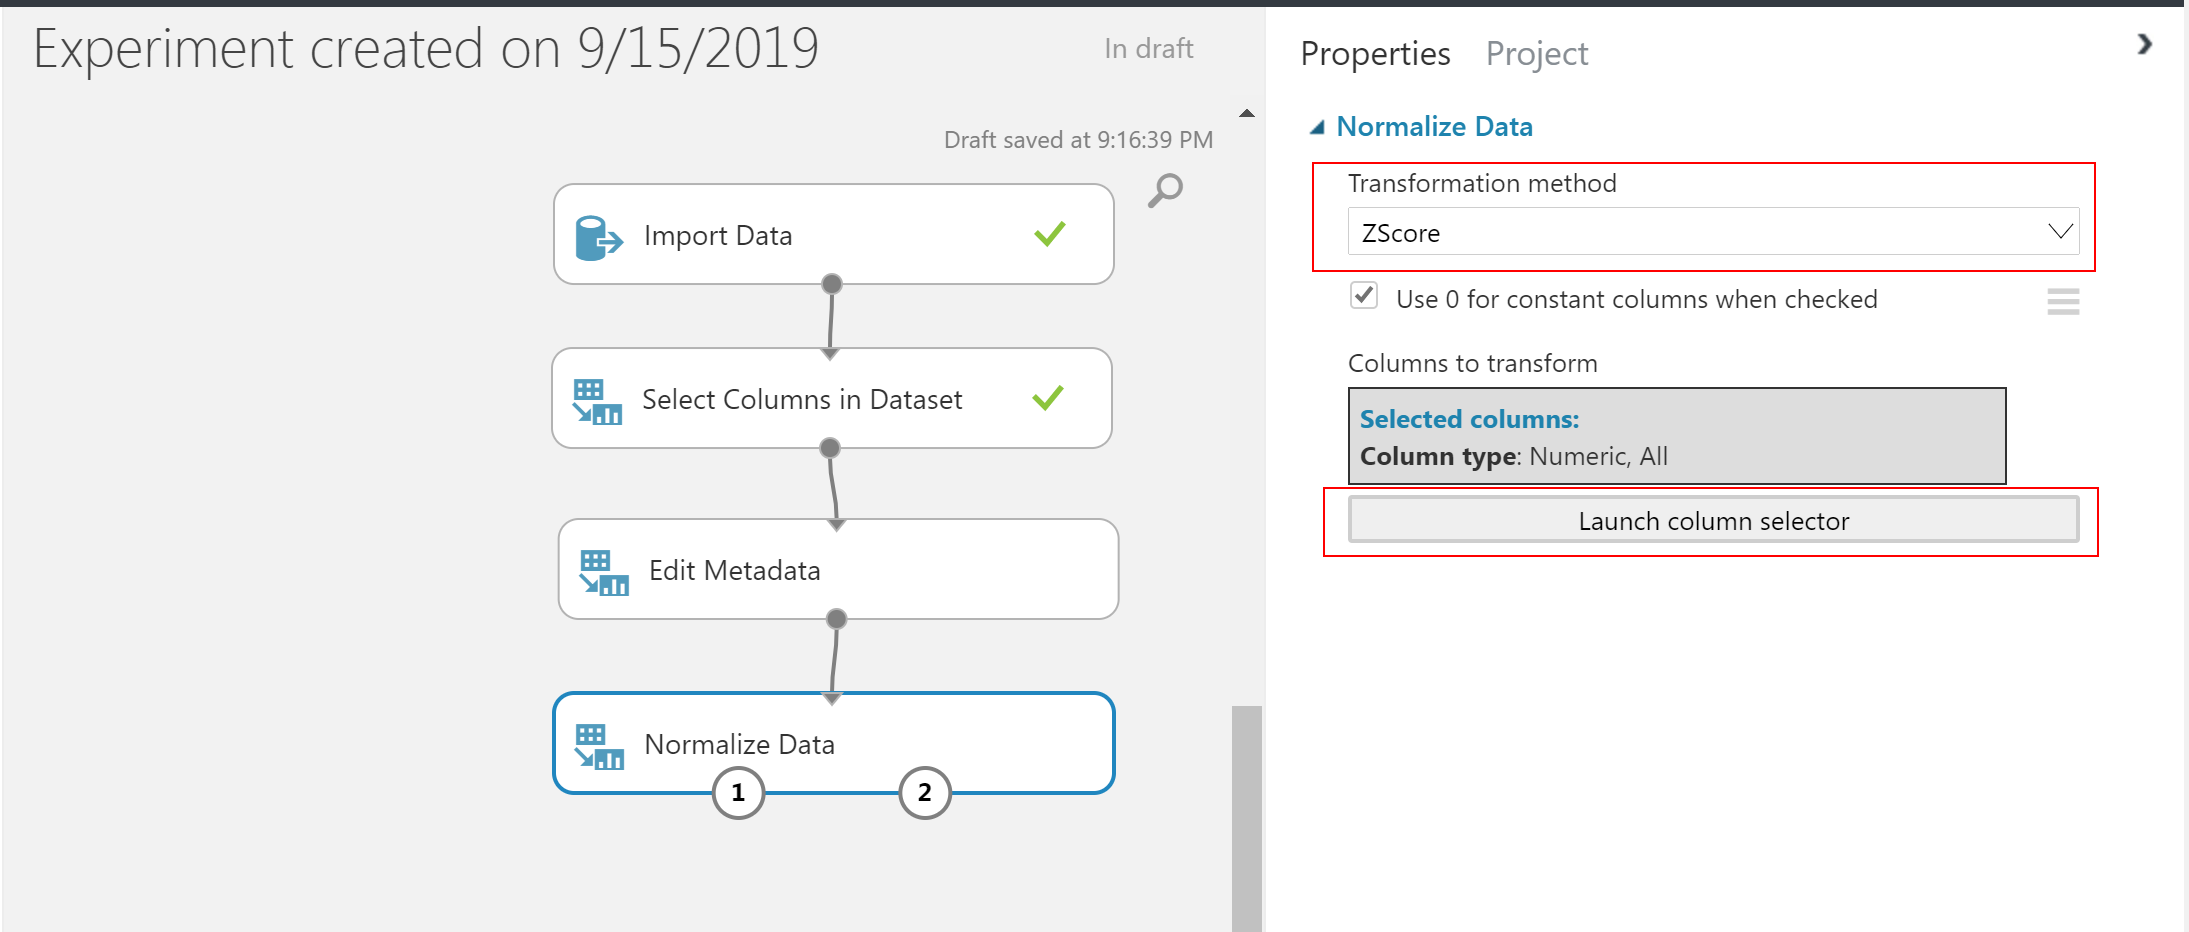 Experiment created on 9/15/2019
In draft
Draft saved at 9:16:39 PM
Import Data
Select Columns in Dataset
Edit Metadata
Normalize Data
1
2
Properties
Project
Normalize Data
Transformation method
ZScore
Use 0 for constant columns when checked
Columns to transform
Selected columns:
Column type: Numeric, All
Launch column selector